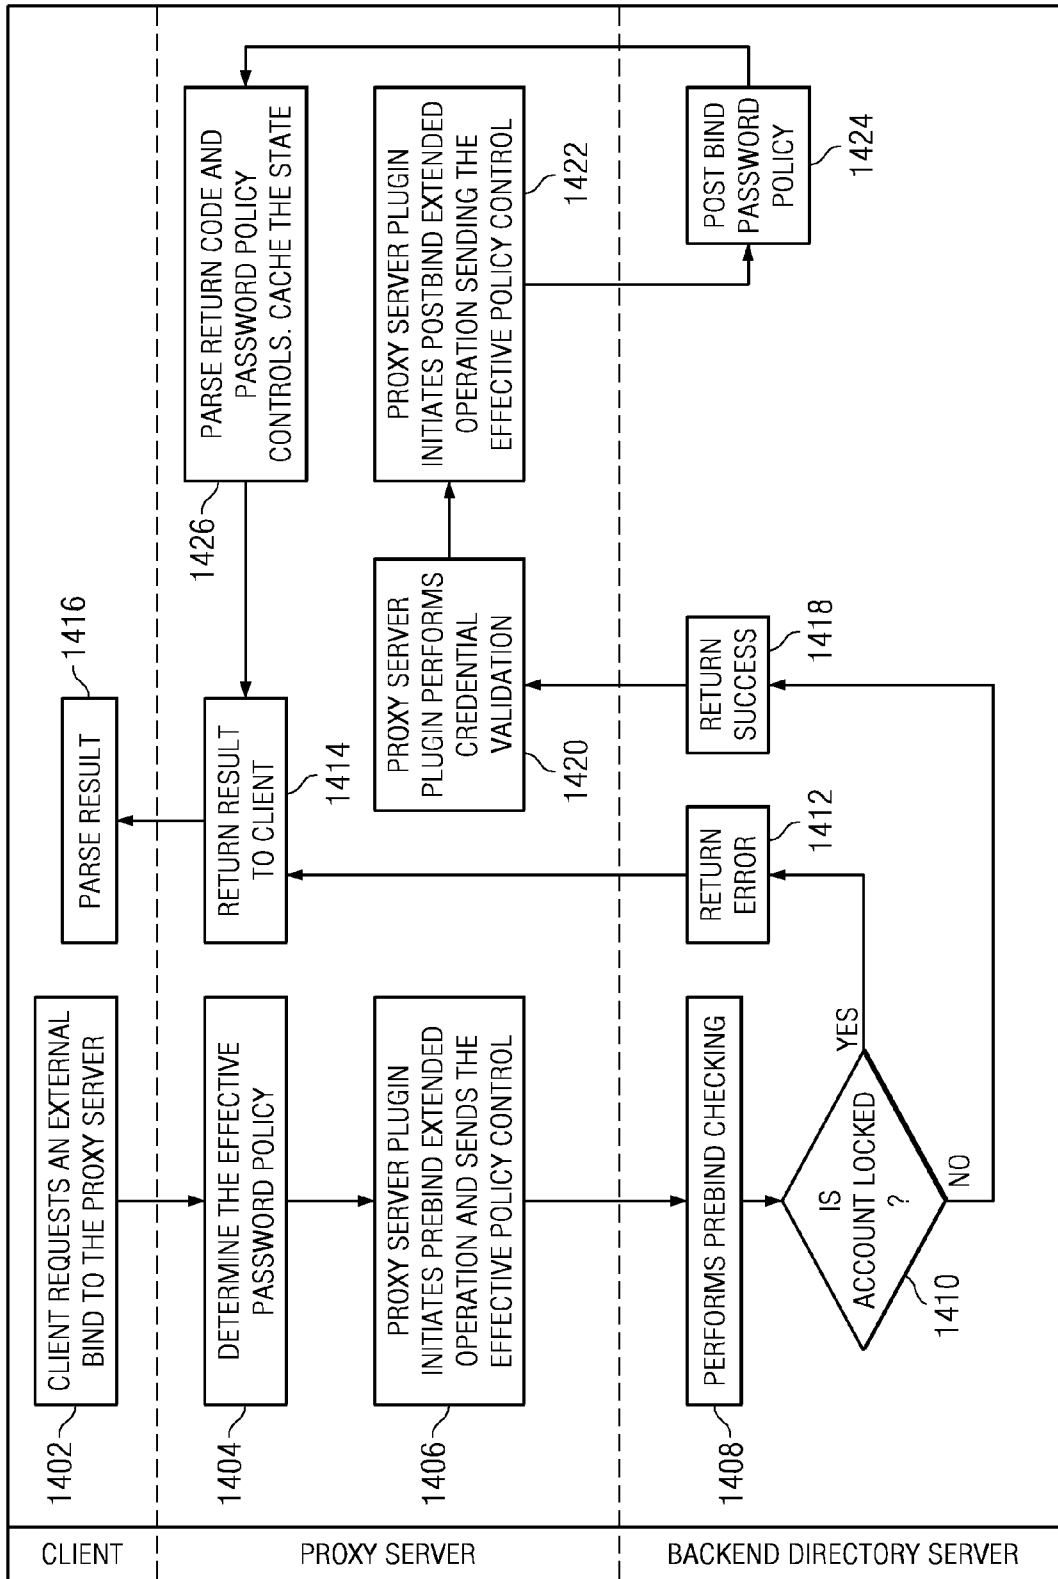 CLIENT
CLIENT REQUESTS AN EXTERNAL
BIND TO THE PROXY SERVER
1402
PARSE RESULT
1416
PROXY SERVER
DETERMINE THE EFFECTIVE
PASSWORD POLICY
1404
PROXY SERVER PLUGIN
INITIATES PREBIND EXTENDED
OPERATION AND SENDS THE
EFFECTIVE POLICY CONTROL
1406
RETURN RESULT
TO CLIENT
1414
PROXY SERVER
PLUGIN PERFORMS
CREDENTIAL
VALIDATION
1420
PARSE RETURN CODE AND
PASSWORD POLICY
CONTROLS. CACHE THE STATE
1426
PROXY SERVER PLUGIN
INITIATES POSTBIND EXTENDED
OPERATION SENDING THE
EFFECTIVE POLICY CONTROL
1422
BACKEND DIRECTORY SERVER
PERFORMS PREBIND CHECKING
1408
IS
ACCOUNT LOCKED
?
1410
YES
NO
RETURN
ERROR
1412
RETURN
SUCCESS
1418
POST BIND
PASSWORD
POLICY
1424